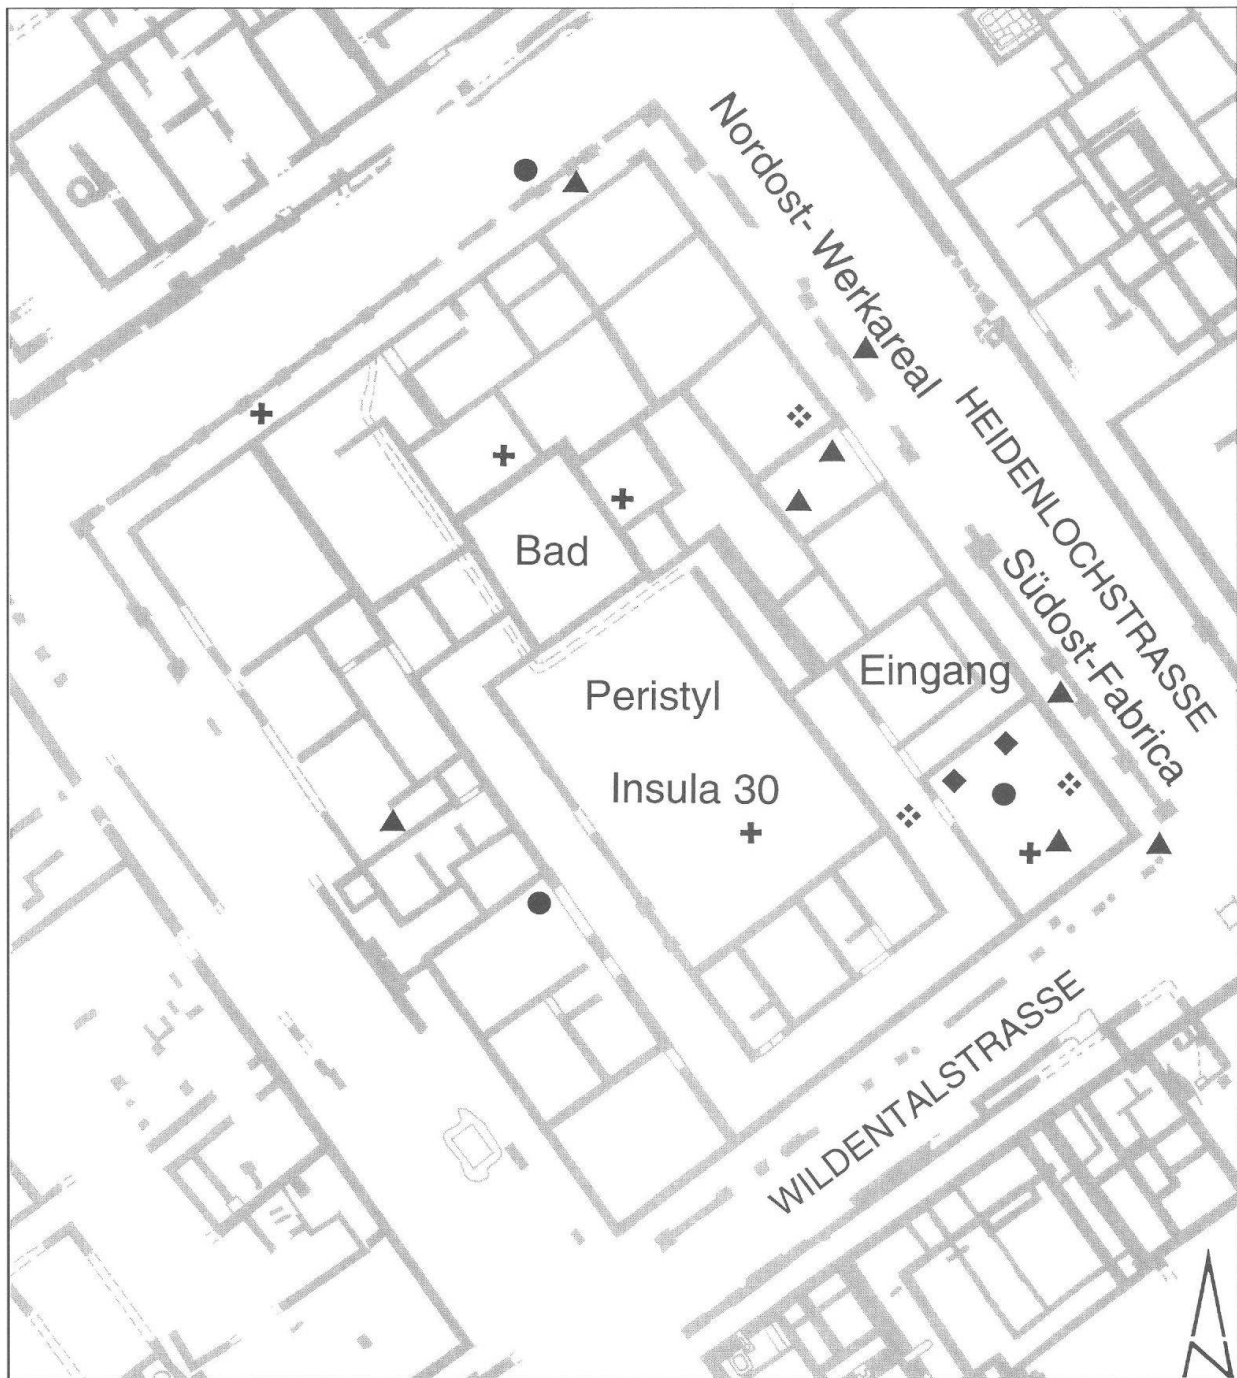 Nordost-Werkareal
HEIDENLOCHSTRASSE
Südost-Fabrica
Bad
Eingang
Peristyl
Insula 30
WILDENTALSTRASSE
N